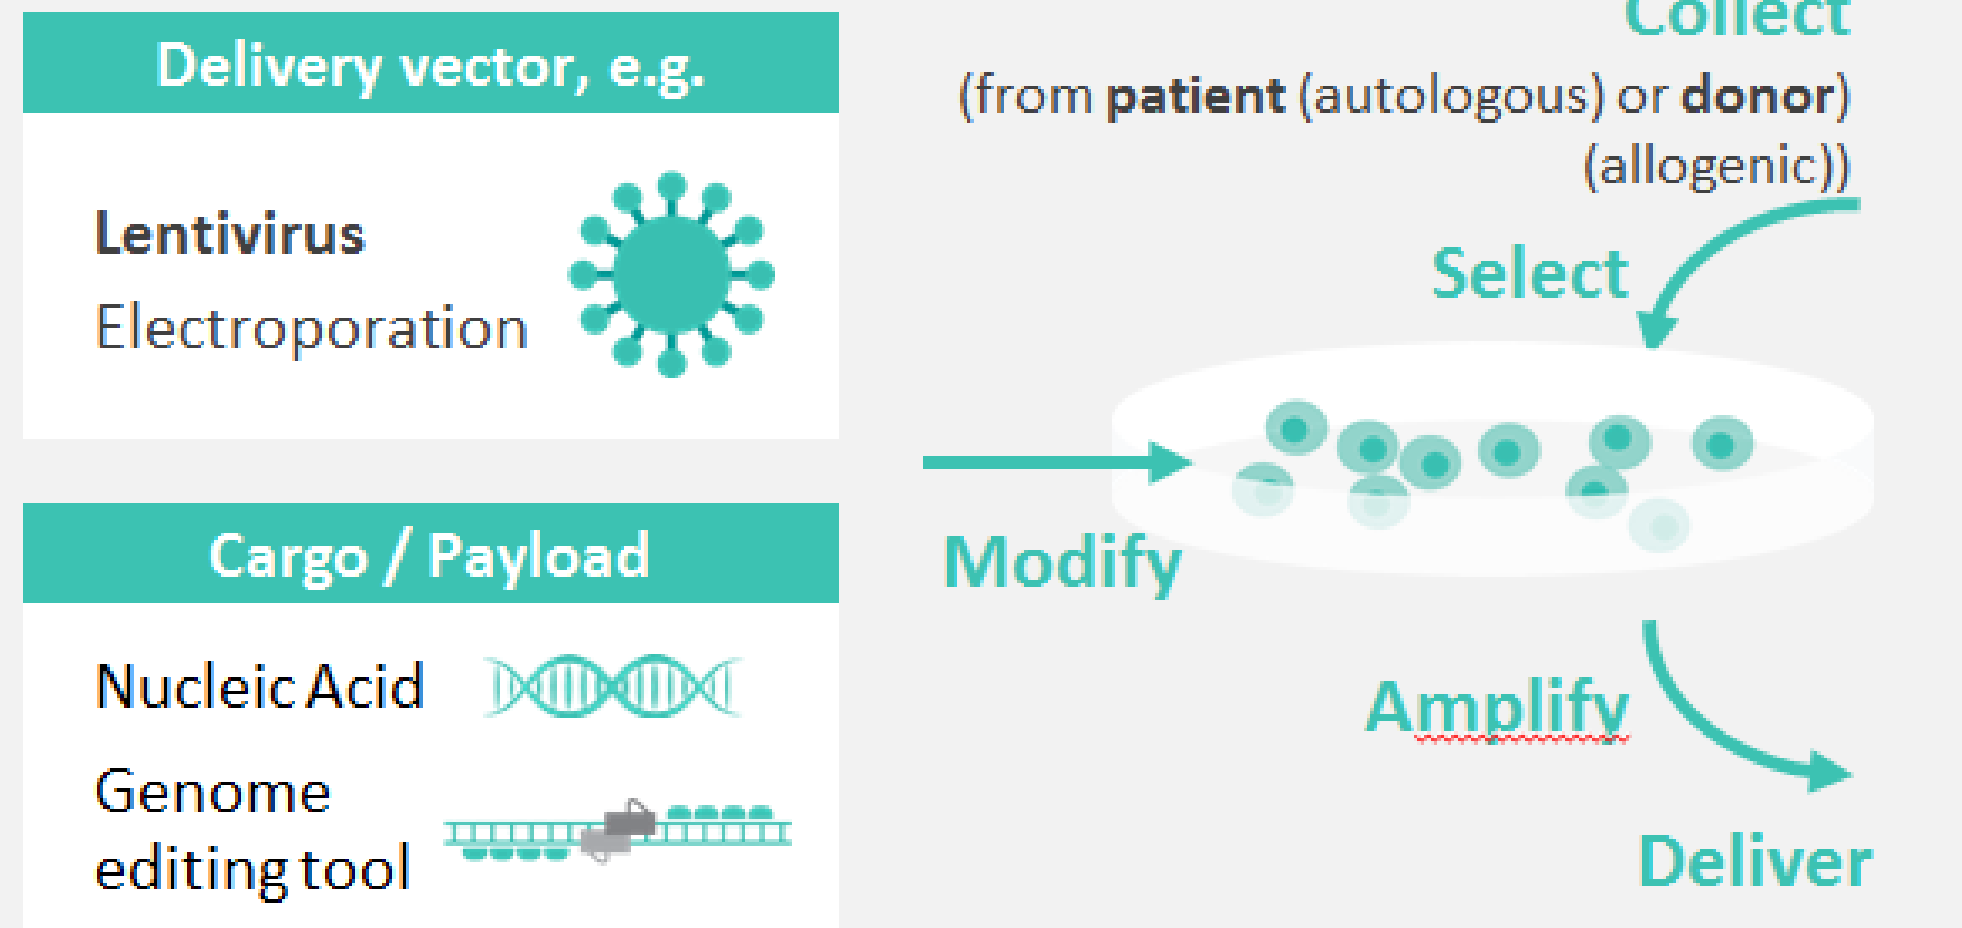 Delivery vector, e.g.
Lentivirus
Electroporation
Cargo / Payload
Nucleic Acid
Genome
editing tool
Collect
(from patient (autologous) or donor)
(allogenic))
Select
Modify
Amplify
Deliver